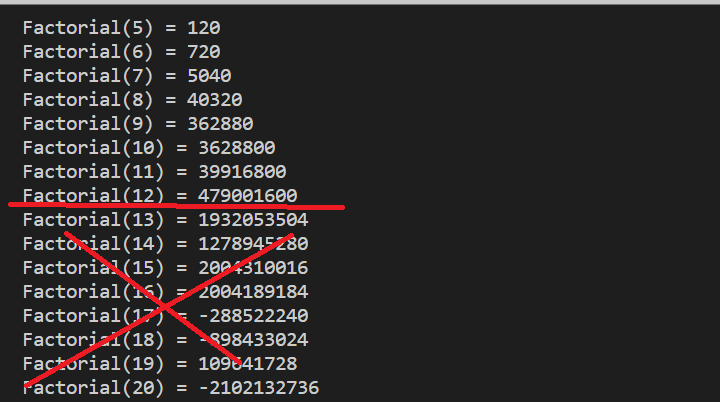 Factorial(5) = 120
Factorial(6) = 720
Factorial(7) = 5040
Factorial(8) = 40320
Factorial(9) = 362880
Factorial(10) = 3628800
Factorial(11) = 39916800
Factorial(12) = 479001600
Factorial(13) = 1932053504
Factorial(14) = 1278945280
Factorial(15) = 2004310016
Factorial(16) = 2004189184
Factorial(17) = -288522240
Factorial(18) = -898433024
Factorial(19) = 109641728
Factorial(20) = -2102132736